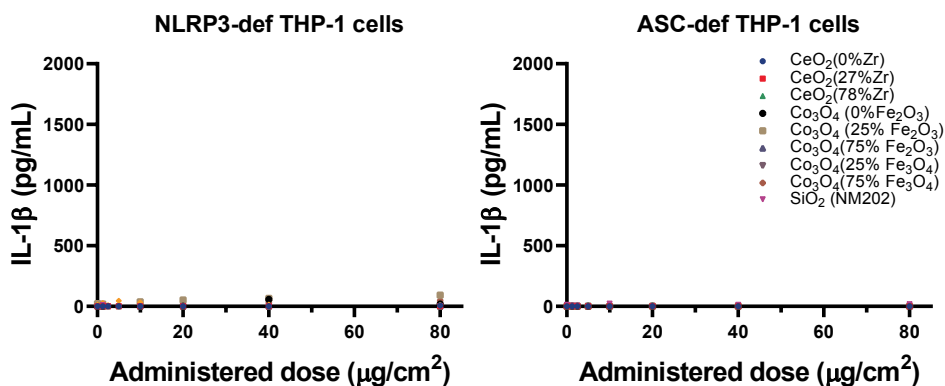 NLRP3-def THP-1 cells
2000
1500
1000
500
0
IL-1β (pg/mL)
0 20 40 60 80
Administered dose (μg/cm²)
ASC-def THP-1 cells
2000
1500
1000
500
0
IL-1β (pg/mL)
0 20 40 60 80
Administered dose (μg/cm²)
CeO₂(0%Zr)
CeO₂(27%Zr)
CeO₂(78%Zr)
Co₃O₄ (0%Fe₂O₃)
Co₃O₄ (25% Fe₂O₃)
Co₃O₄(75% Fe₂O₃)
Co₃O₄(25% Fe₃O₄)
Co₃O₄(75% Fe₃O₄)
SiO₂ (NM202)